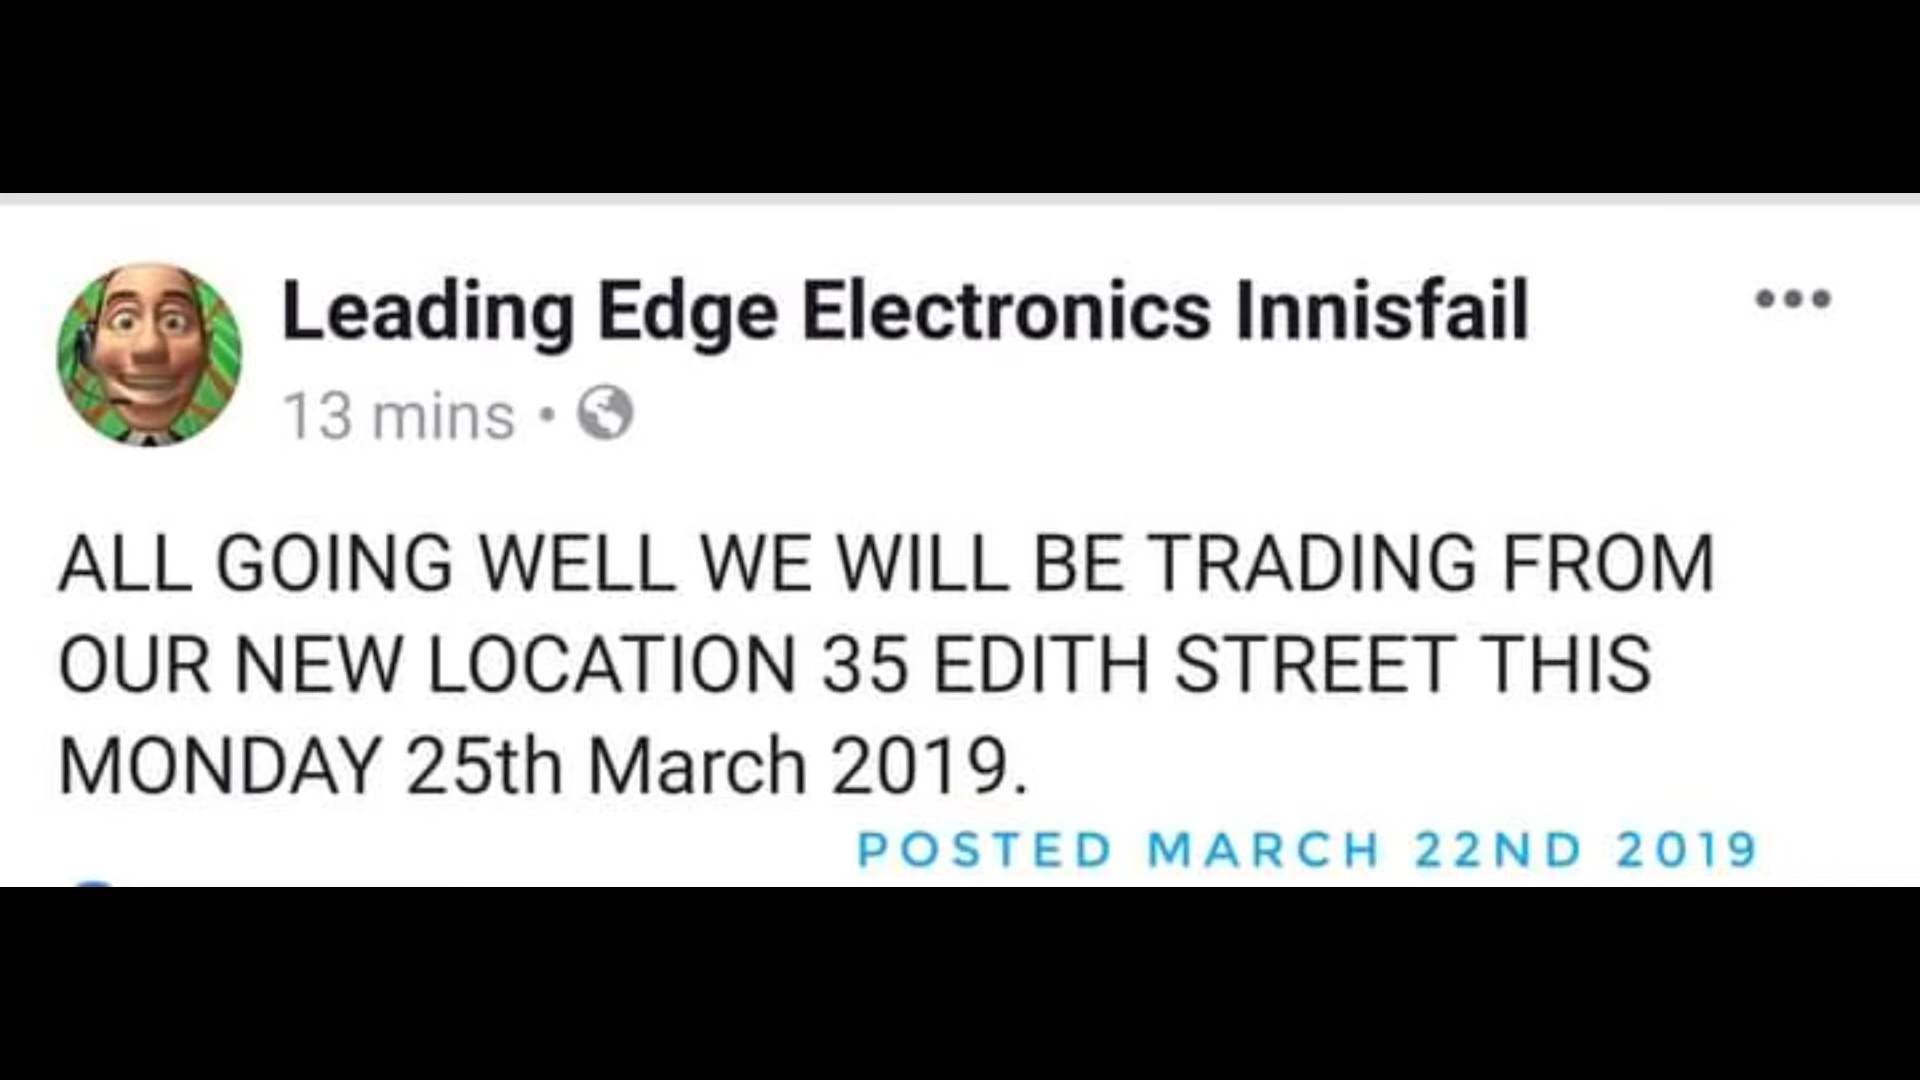 Leading Edge Electronics Innisfail
13 mins •
ALL GOING WELL WE WILL BE TRADING FROM
OUR NEW LOCATION 35 EDITH STREET THIS
MONDAY 25th March 2019.
POSTED MARCH 22ND 2019